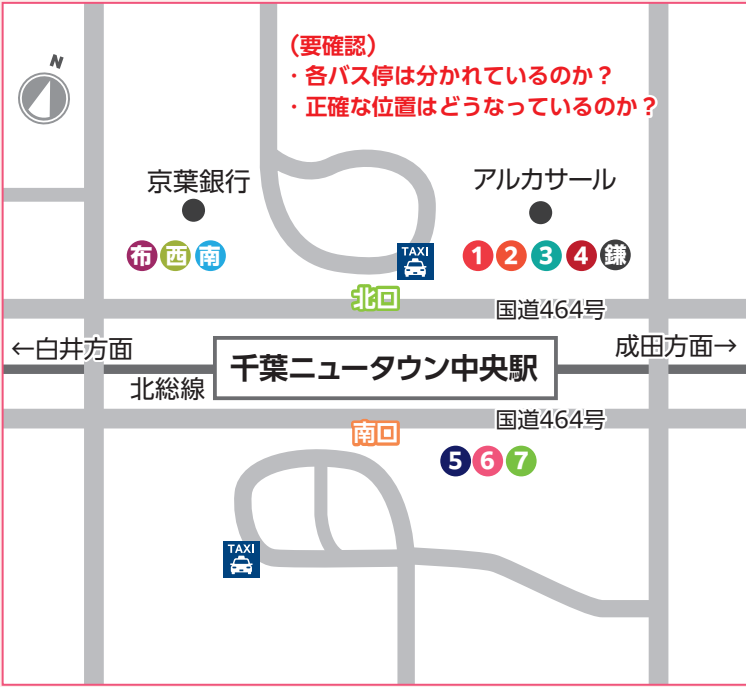 N
(要確認)
・各バス停は分かれているのか？
・正確な位置はどうなっているのか？
京葉銀行
アルカサール
布 西 南
TAXI
1 2 3 4 鎌
北口
国道464号
←白井方面
千葉ニュータウン中央駅
成田方面→
北総線
国道464号
南口
5 6 7
TAXI